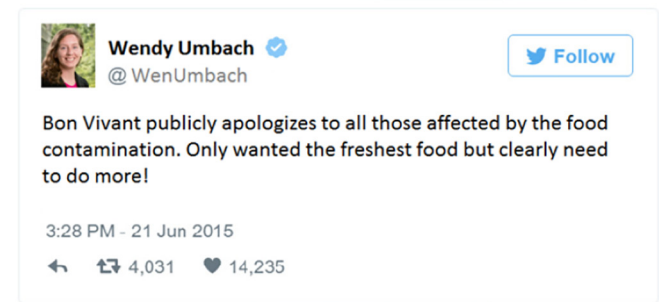 Wendy Umbach
Follow
@WenUmbach
Bon Vivant publicly apologizes to all those affected by the food
contamination. Only wanted the freshest food but clearly need
to do more!
3:28 PM - 21 Jun 2015
4,031 14,235